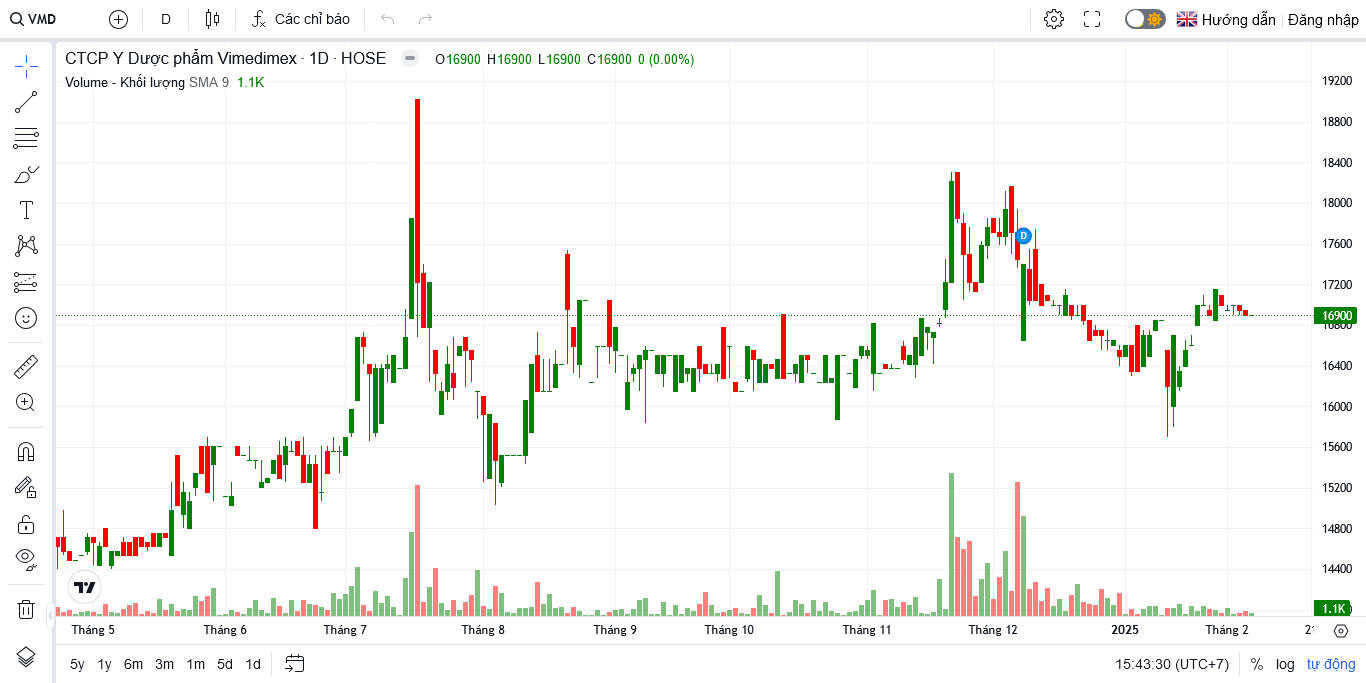 VMD D Các chỉ báo Hướng dẫn Đăng nhập
CTCP Y Dược phẩm Vimedimex · 1D · HOSE O16900 H16900 L16900 C16900 0 (0.00%)
Volume - Khối lượng SMA 9 1.1K
19200
18800
18400
18000
D
17600
17200
16900
16800
16400
16000
15600
15200
14800
14400
1.1K
Tháng 5 Tháng 6 Tháng 7 Tháng 8 Tháng 9 Tháng 10 Tháng 11 Tháng 12 2025 Tháng 2
5y 1y 6m 3m 1m 5d 1d 15:43:30 (UTC+7) % log tự động